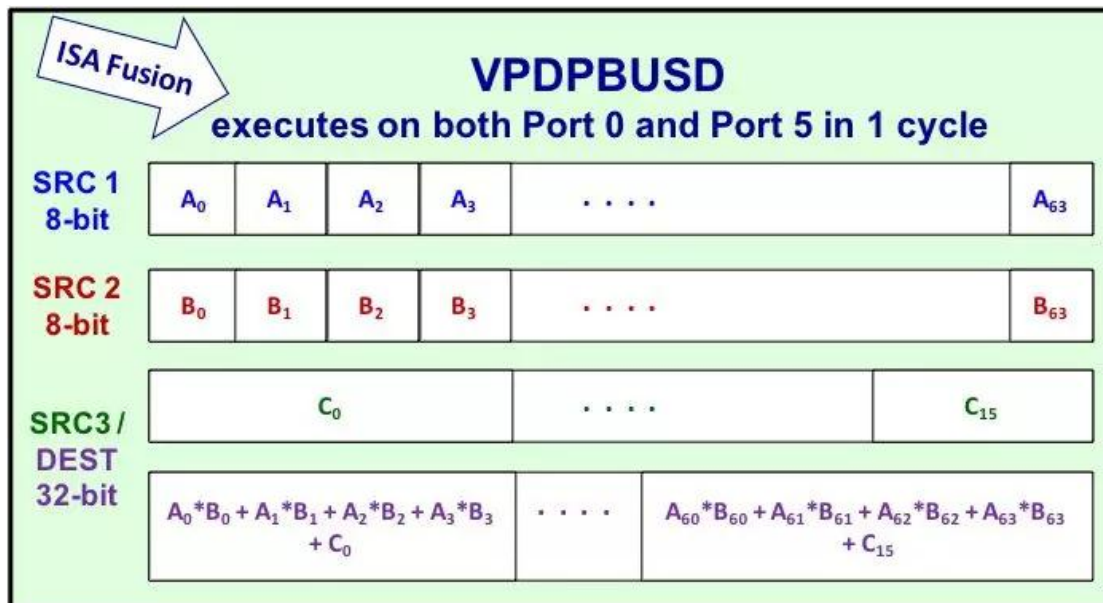 ISA Fusion
VPDPBUSD
executes on both Port 0 and Port 5 in 1 cycle
SRC 1
8-bit
A₀ A₁ A₂ A₃ . . . . A₆₃
SRC 2
8-bit
B₀ B₁ B₂ B₃ . . . . B₆₃
SRC3 /
DEST
32-bit
C₀ . . . . C₁₅
A₀*B₀ + A₁*B₁ + A₂*B₂ + A₃*B₃
+ C₀
. . . .
A₆₀*B₆₀ + A₆₁*B₆₁ + A₆₂*B₆₂ + A₆₃*B₆₃
+ C₁₅